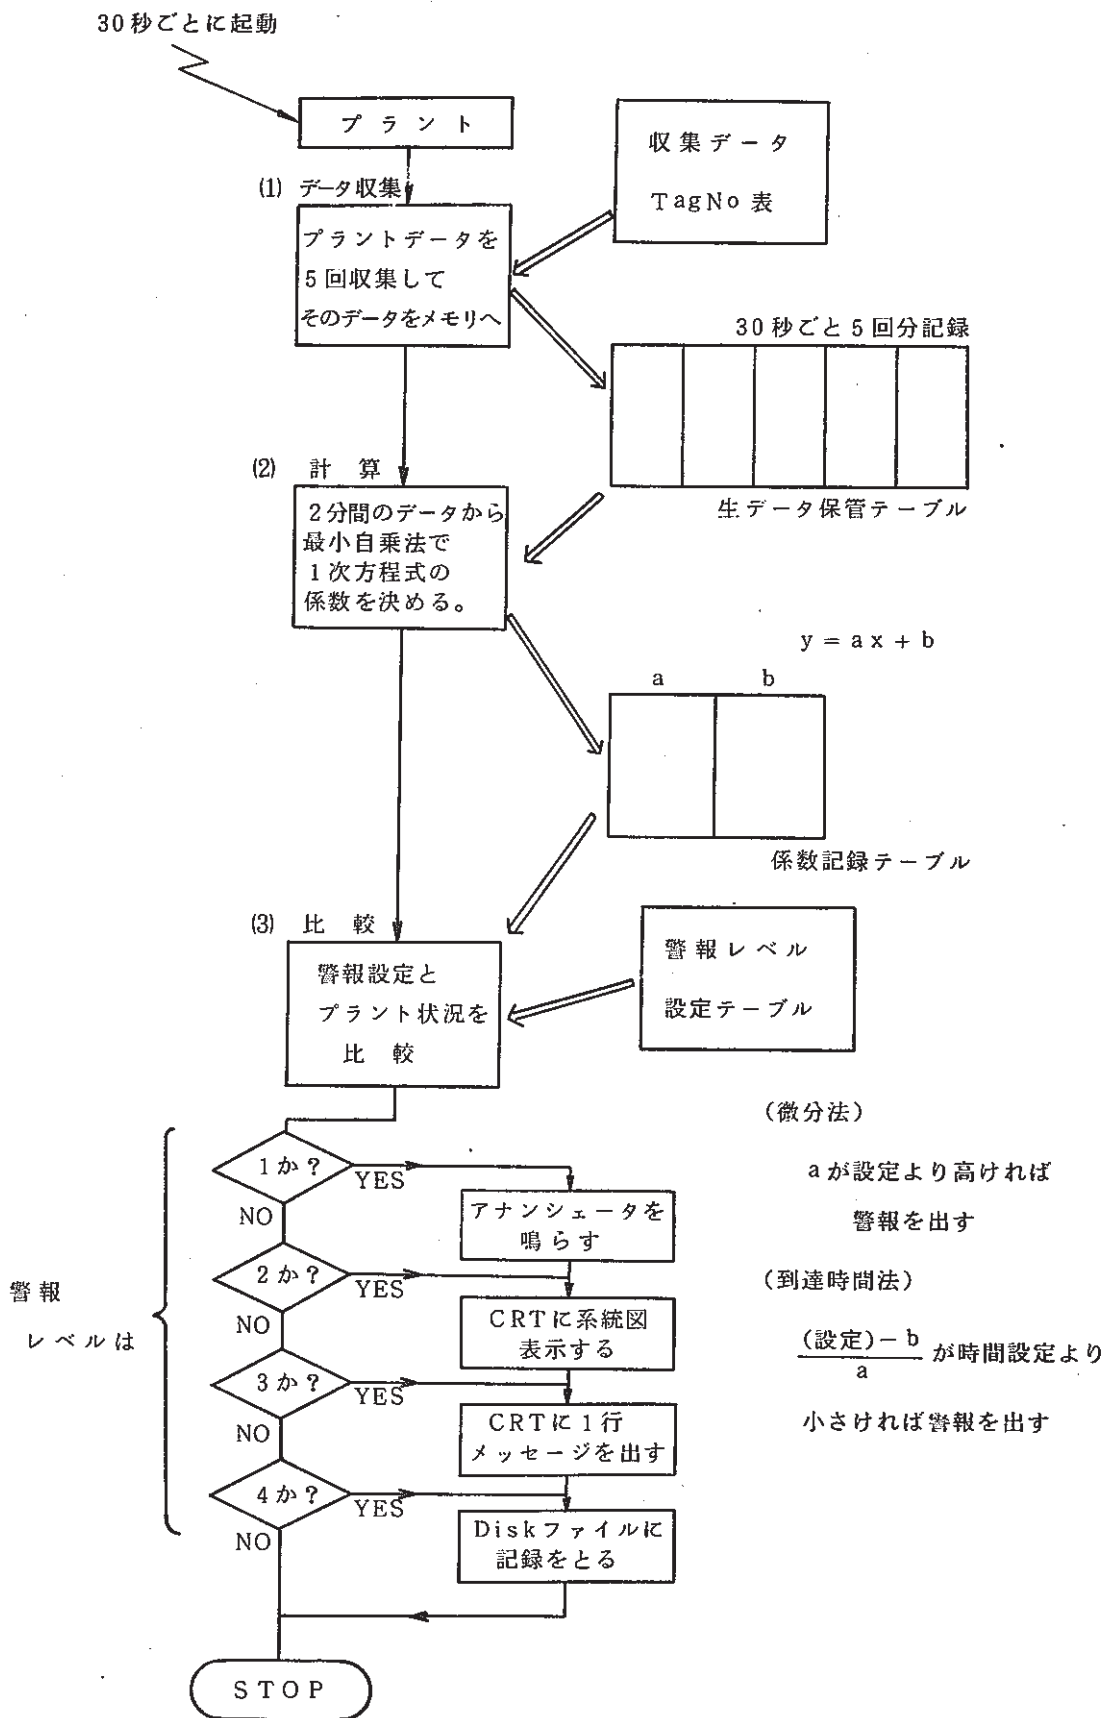 30秒ごとに起動
プラント
収集データ
TagNo表
(1) データ収集
プラントデータを
5回収集して
そのデータをメモリへ
30秒ごと5回分記録
生データ保管テーブル
(2) 計算
2分間のデータから
最小自乗法で
1次方程式の
係数を決める。
y = ax + b
a b
係数記録テーブル
(3) 比較
警報設定と
プラント状況を
比較
警報レベル
設定テーブル
(微分法)
aが設定より高ければ
警報を出す
(到達時間法)
(設定)-b
a
が時間設定より
小さければ警報を出す
警報
レベルは
1か?
YES
NO
アナンシェータを
鳴らす
2か?
YES
NO
CRTに系統図
表示する
3か?
YES
NO
CRTに1行
メッセージを出す
4か?
YES
NO
Diskファイルに
記録をとる
STOP